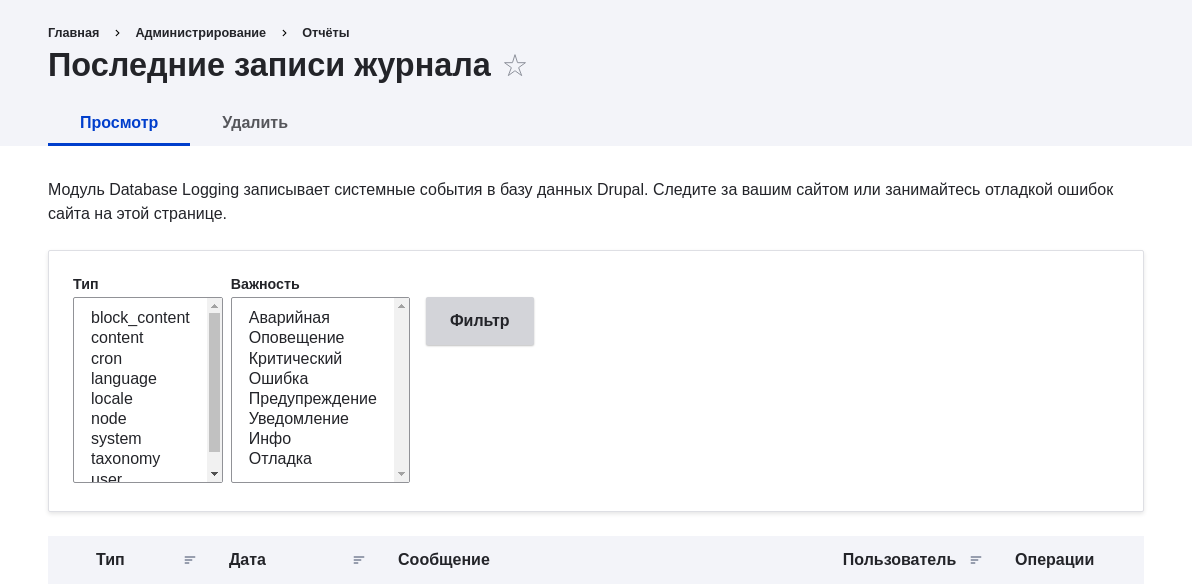 Главная › Администрирование › Отчёты
Последние записи журнала
Просмотр Удалить
Модуль Database Logging записывает системные события в базу данных Drupal. Следите за вашим сайтом или занимайтесь отладкой ошибок
сайта на этой странице.
Тип Важность
block_content Аварийная Фильтр
content Оповещение
cron Критический
language Ошибка
locale Предупреждение
node Уведомление
system Инфо
taxonomy Отладка
user
Тип Дата Сообщение Пользователь Операции